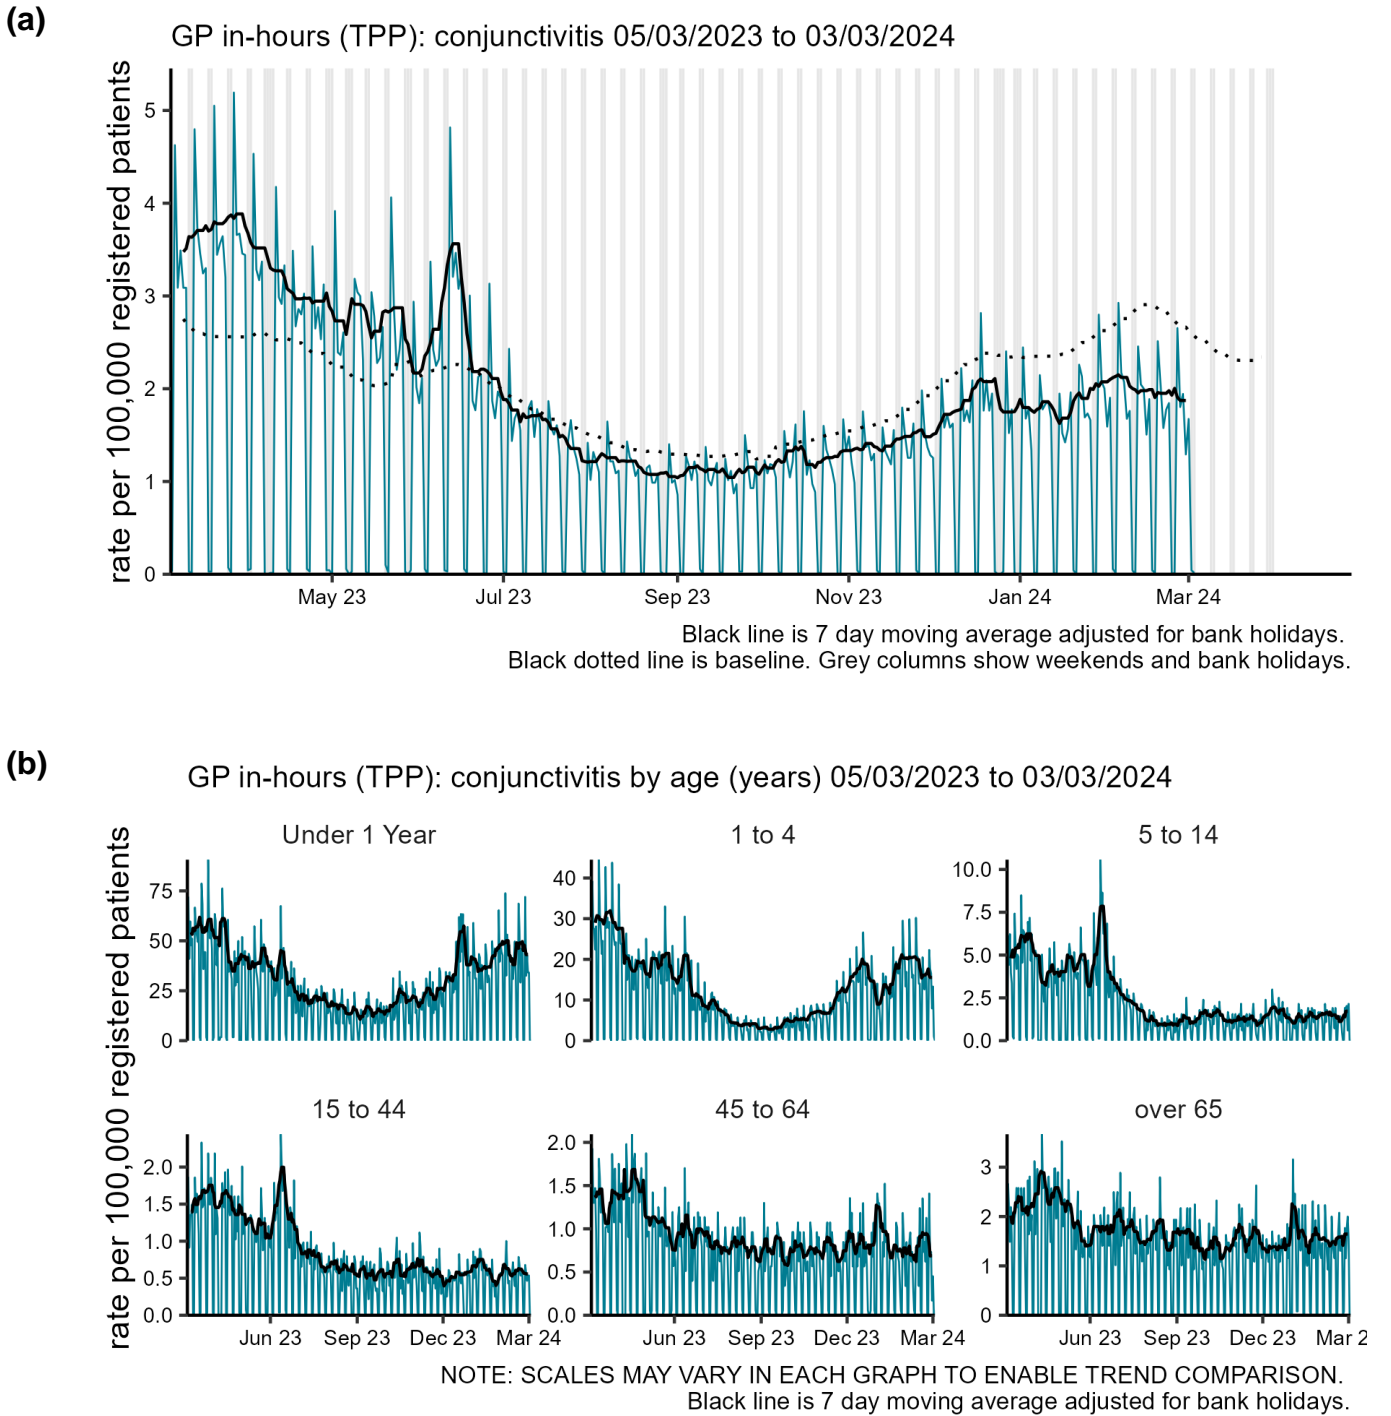 (a)
GP in-hours (TPP): conjunctivitis 05/03/2023 to 03/03/2024
rate per 100,000 registered patients
5
4
3
2
1
0
May 23 Jul 23 Sep 23 Nov 23 Jan 24 Mar 24
Black line is 7 day moving average adjusted for bank holidays.
Black dotted line is baseline. Grey columns show weekends and bank holidays.
(b)
GP in-hours (TPP): conjunctivitis by age (years) 05/03/2023 to 03/03/2024
rate per 100,000 registered patients
Under 1 Year
75
50
25
0
1 to 4
40
30
20
10
0
5 to 14
10.0
7.5
5.0
2.5
0.0
15 to 44
2.0
1.5
1.0
0.5
0.0
Jun 23 Sep 23 Dec 23 Mar 24
45 to 64
2.0
1.5
1.0
0.5
0.0
Jun 23 Sep 23 Dec 23 Mar 24
over 65
3
2
1
0
Jun 23 Sep 23 Dec 23 Mar 2
NOTE: SCALES MAY VARY IN EACH GRAPH TO ENABLE TREND COMPARISON.
Black line is 7 day moving average adjusted for bank holidays.